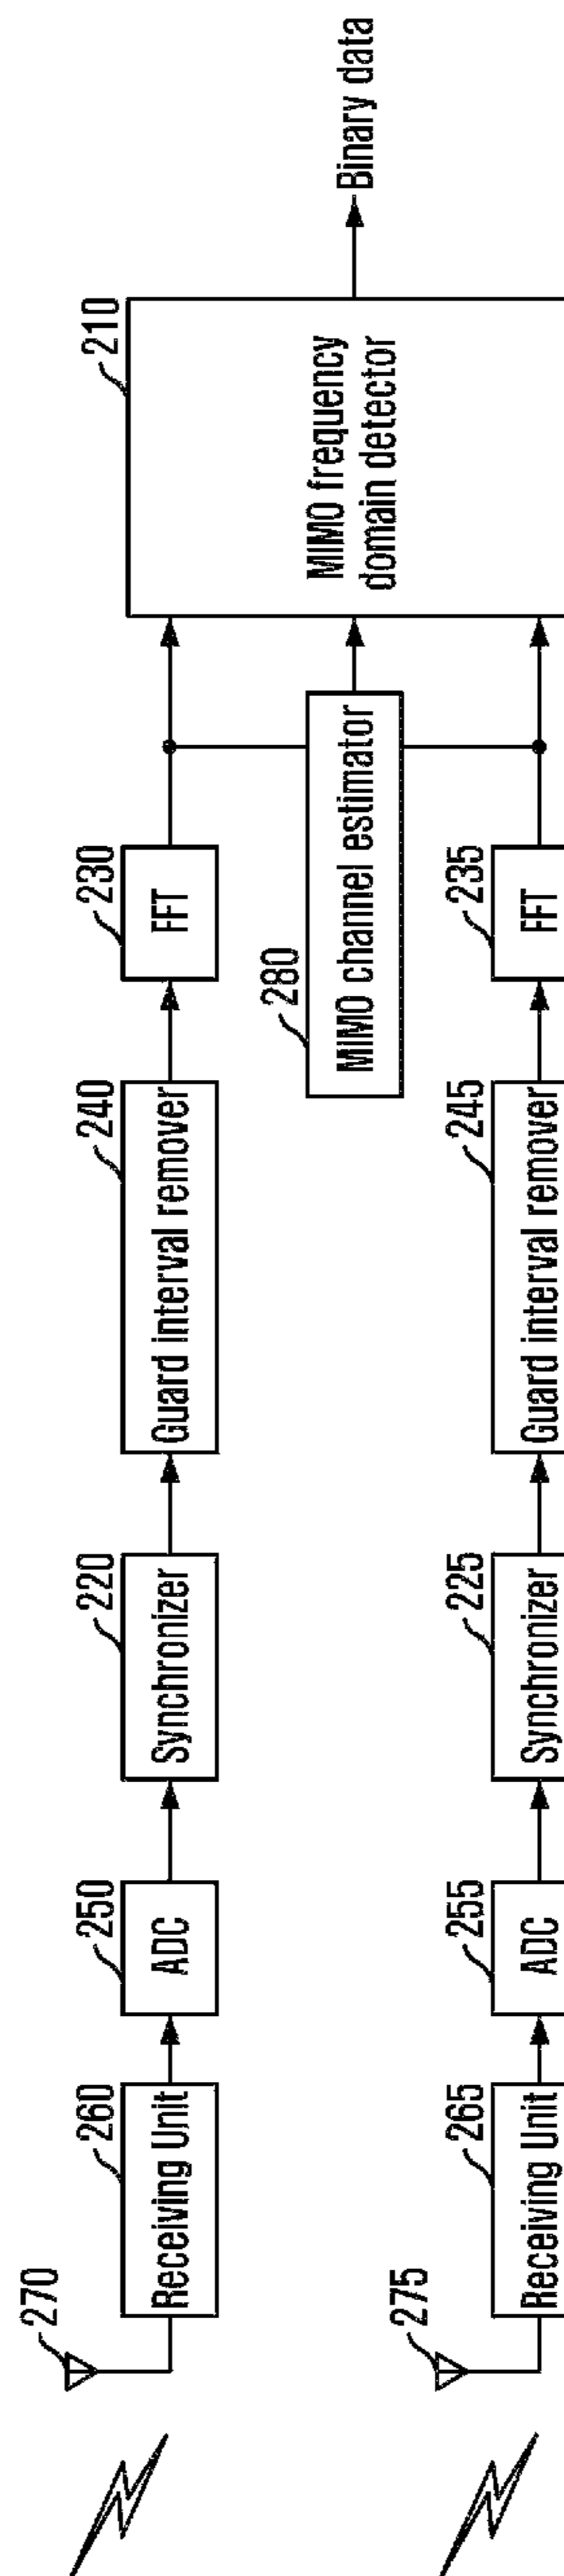 270
260
Receiving Unit
250
ADC
220
Synchronizer
240
Guard interval remover
230
FFT
280
MIMO channel estimator
210
MIMO frequency
domain detector
Binary data
275
265
Receiving Unit
255
ADC
225
Synchronizer
245
Guard interval remover
235
FFT